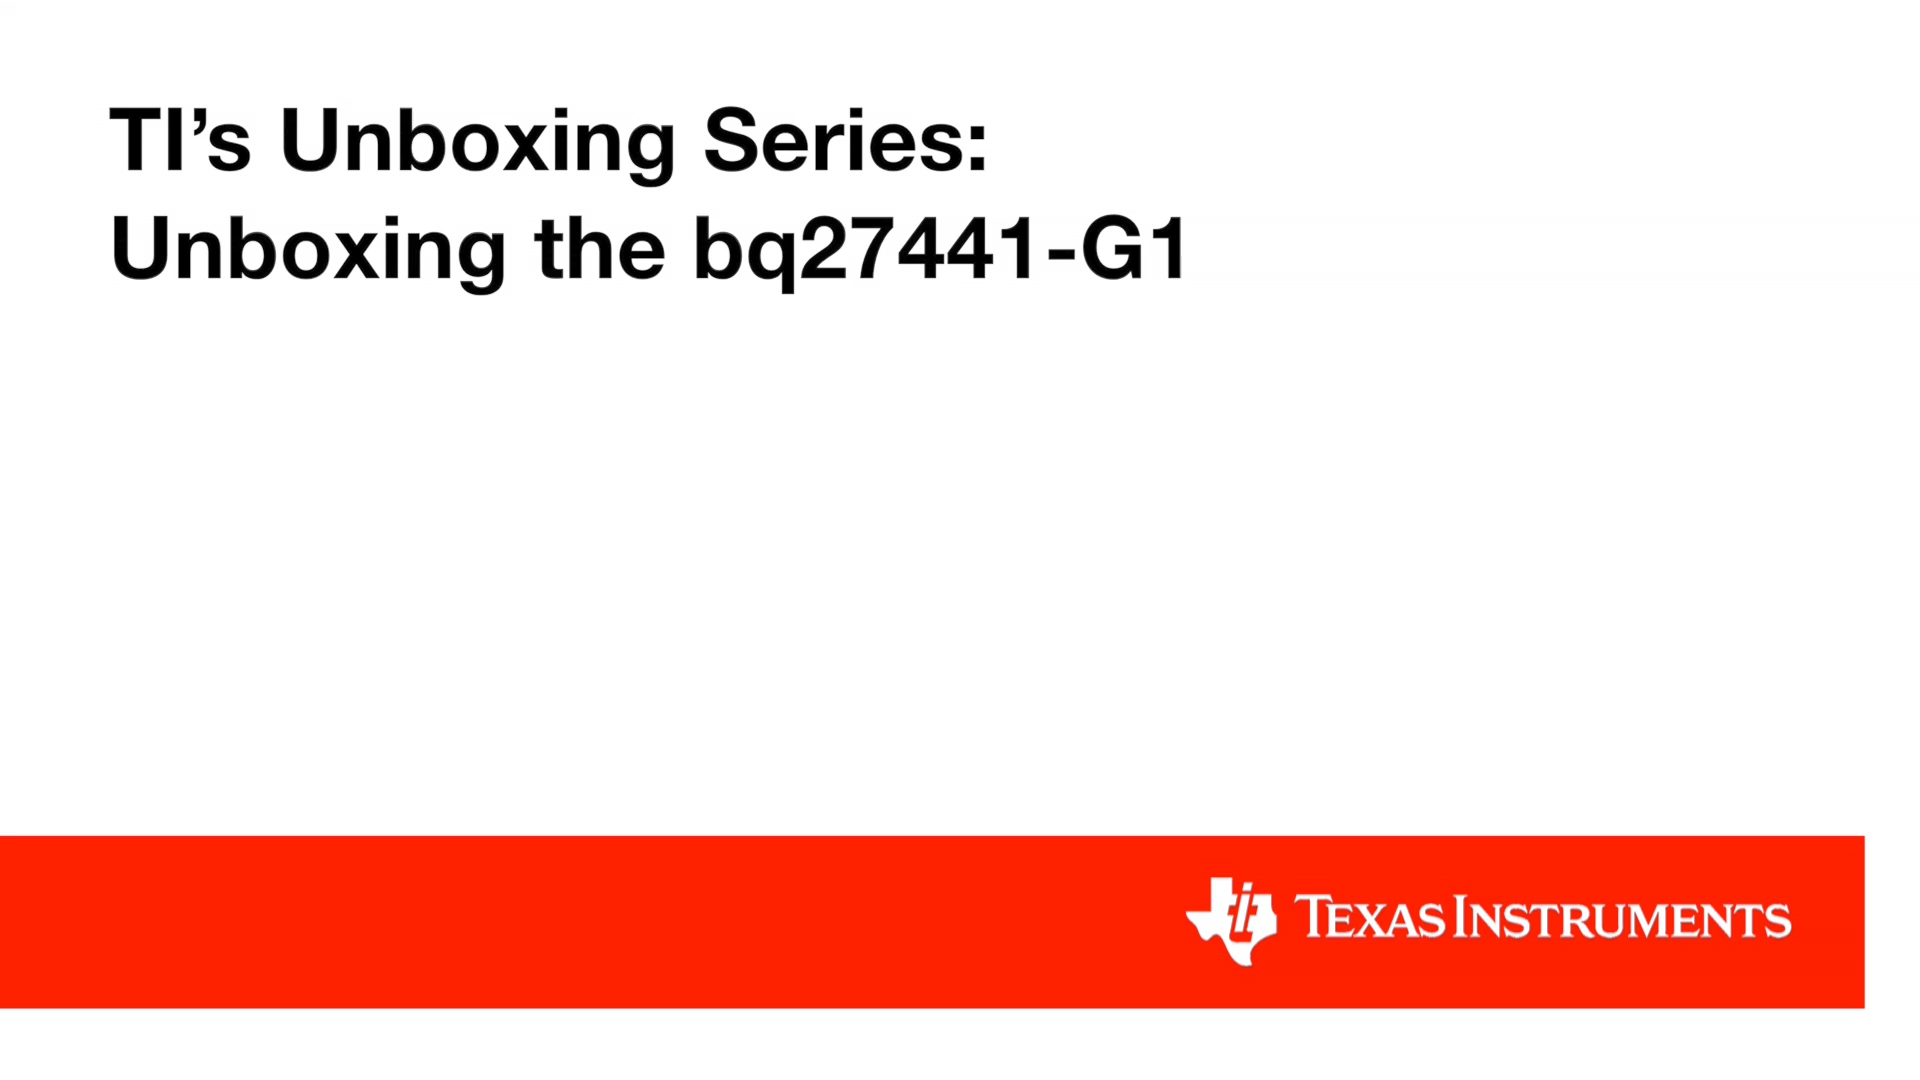 TI’s Unboxing Series:
Unboxing the bq27441-G1
TEXAS INSTRUMENTS